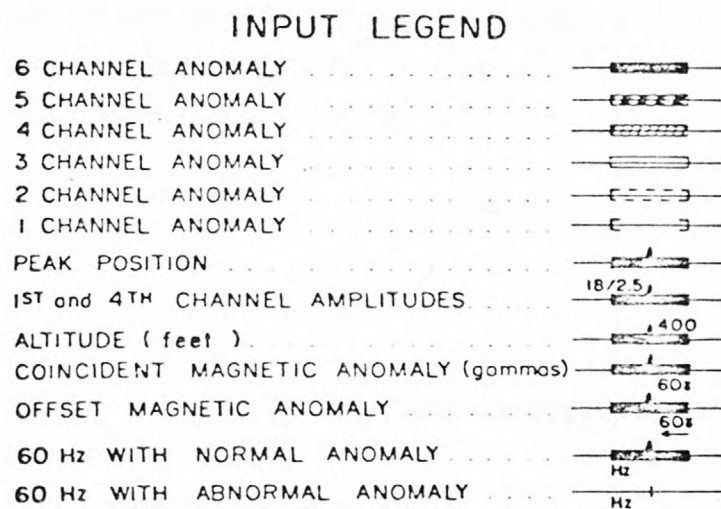 INPUT LEGEND
6 CHANNEL ANOMALY
5 CHANNEL ANOMALY
4 CHANNEL ANOMALY
3 CHANNEL ANOMALY
2 CHANNEL ANOMALY
1 CHANNEL ANOMALY
PEAK POSITION
1ST and 4TH CHANNEL AMPLITUDES 18/2.5
ALTITUDE ( feet ) 400
COINCIDENT MAGNETIC ANOMALY (gammas) 60γ
OFFSET MAGNETIC ANOMALY 60γ
60 Hz WITH NORMAL ANOMALY Hz
60 Hz WITH ABNORMAL ANOMALY Hz